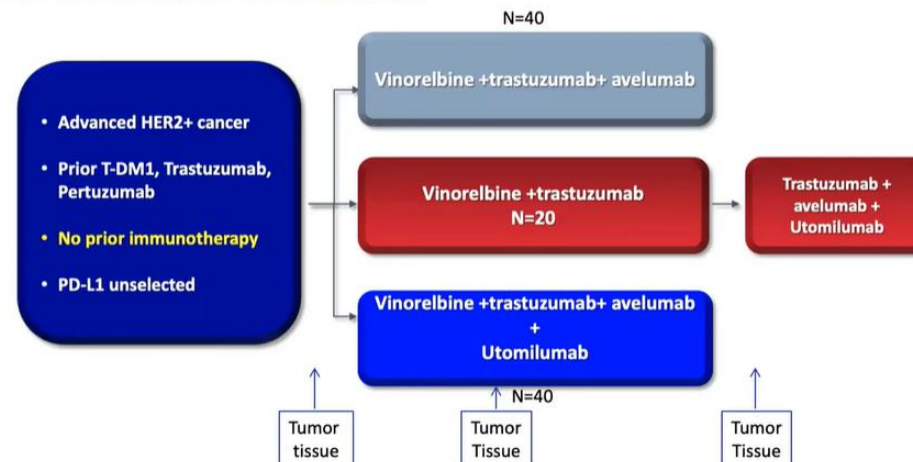 N=40
Vinorelbine +trastuzumab+ avelumab
• Advanced HER2+ cancer
• Prior T-DM1, Trastuzumab,
Pertuzumab
• No prior immunotherapy
• PD-L1 unselected
Vinorelbine +trastuzumab
N=20
Trastuzumab +
avelumab +
Utomilumab
Vinorelbine +trastuzumab+ avelumab
+
Utomilumab
N=40
Tumor
tissue
Tumor
Tissue
Tumor
Tissue